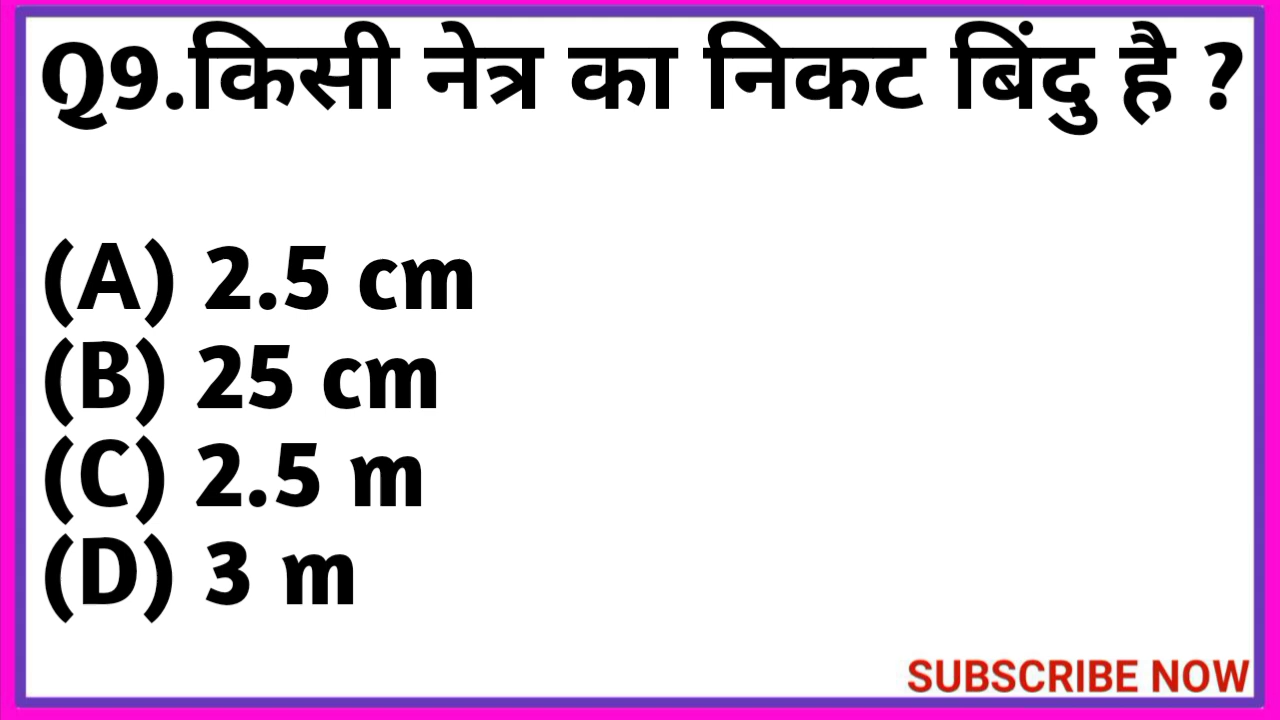 Q9.किसी नेत्र का निकट बिंदु है ?
(A) 2.5 cm
(B) 25 cm
(C) 2.5 m
(D) 3 m
SUBSCRIBE NOW